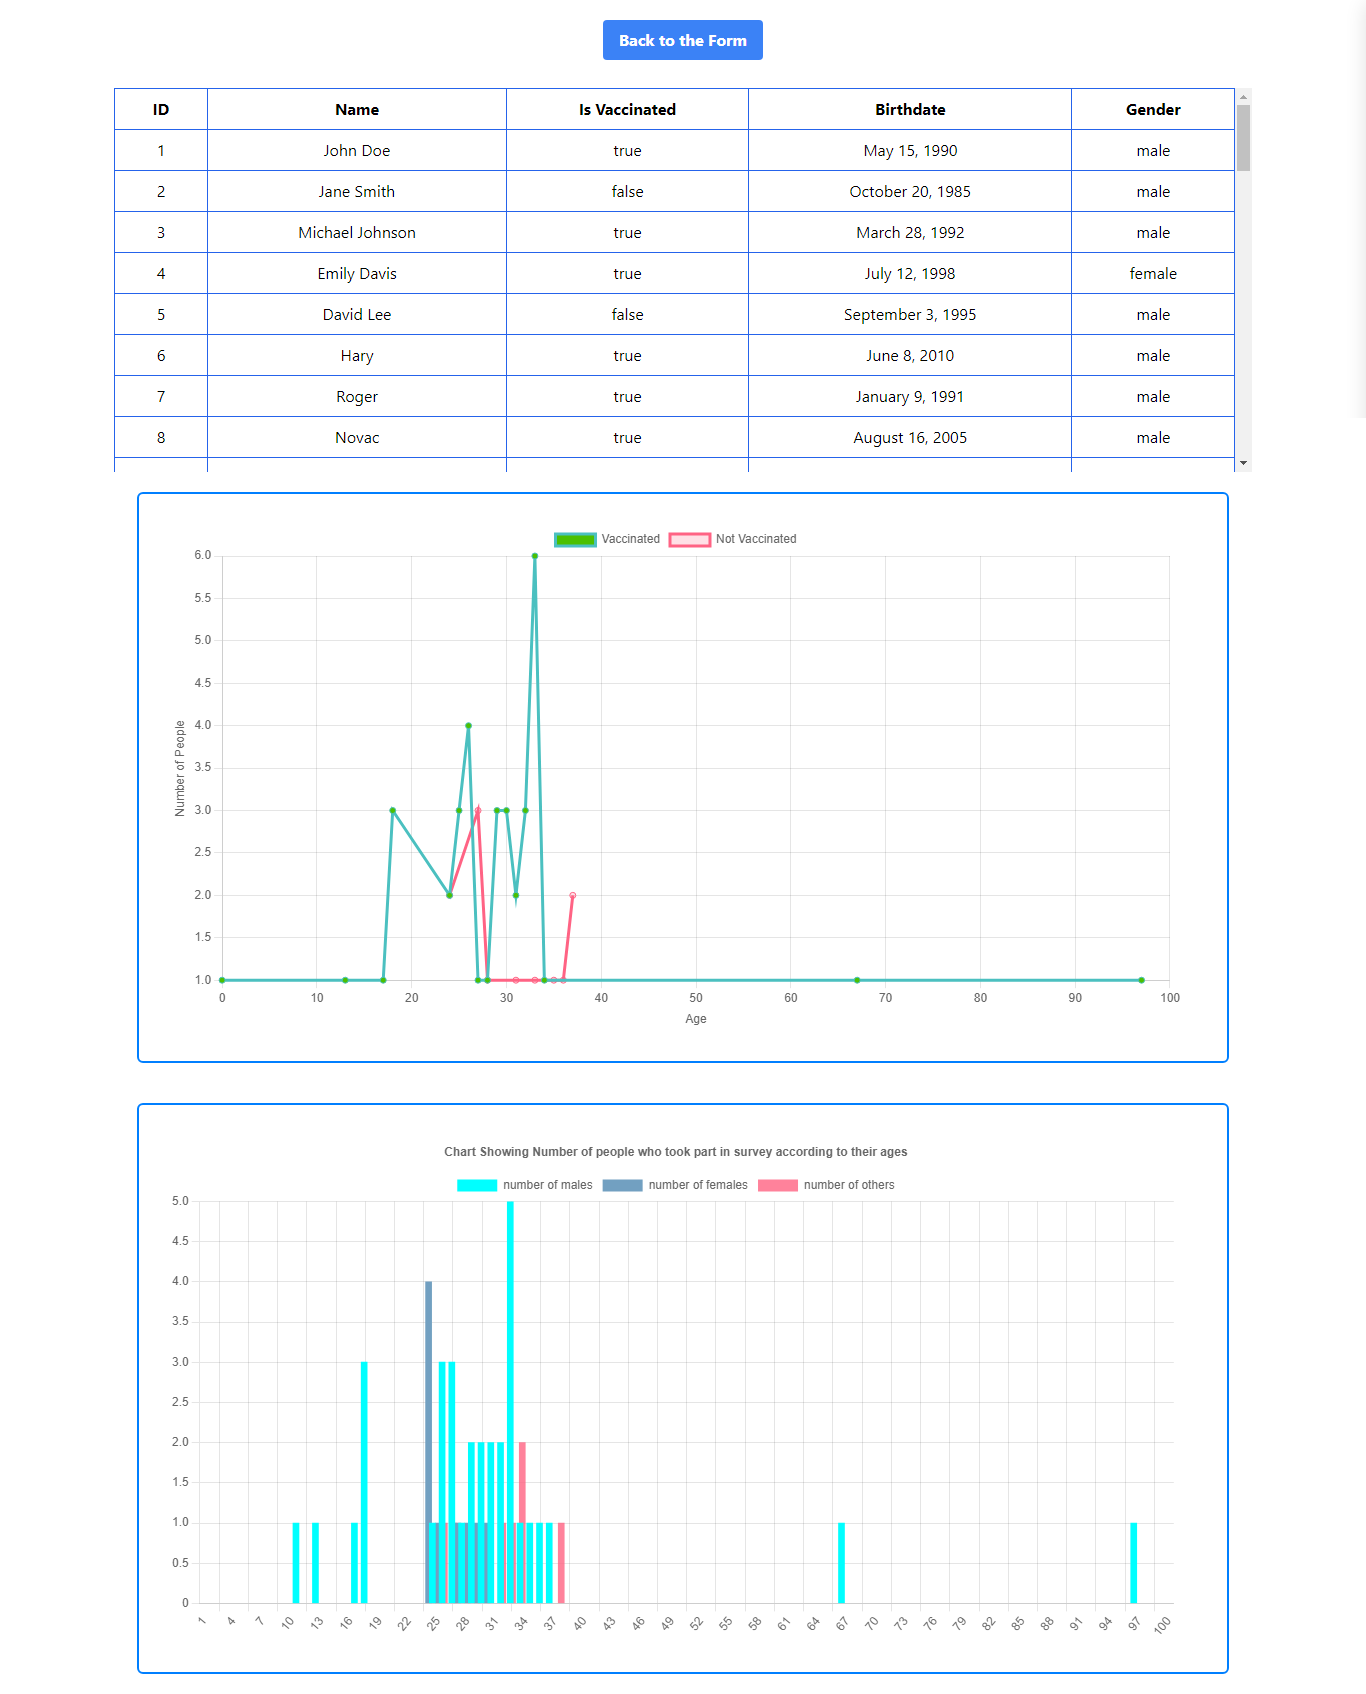 Back to the Form
ID Name Is Vaccinated Birthdate Gender
1 John Doe true May 15, 1990 male
2 Jane Smith false October 20, 1985 male
3 Michael Johnson true March 28, 1992 male
4 Emily Davis true July 12, 1998 female
5 David Lee false September 3, 1995 male
6 Hary true June 8, 2010 male
7 Roger true January 9, 1991 male
8 Novac true August 16, 2005 male
Vaccinated Not Vaccinated
6.0
5.5
5.0
4.5
4.0
3.5
3.0
2.5
2.0
1.5
1.0
Number of People
0 10 20 30 40 50 60 70 80 90 100
Age
Chart Showing Number of people who took part in survey according to their ages
number of males number of females number of others
5.0
4.5
4.0
3.5
3.0
2.5
2.0
1.5
1.0
0.5
0
1 4 7 10 13 16 19 22 25 28 31 34 37 40 43 46 49 52 55 58 61 64 67 70 73 76 79 82 85 88 91 94 97 100